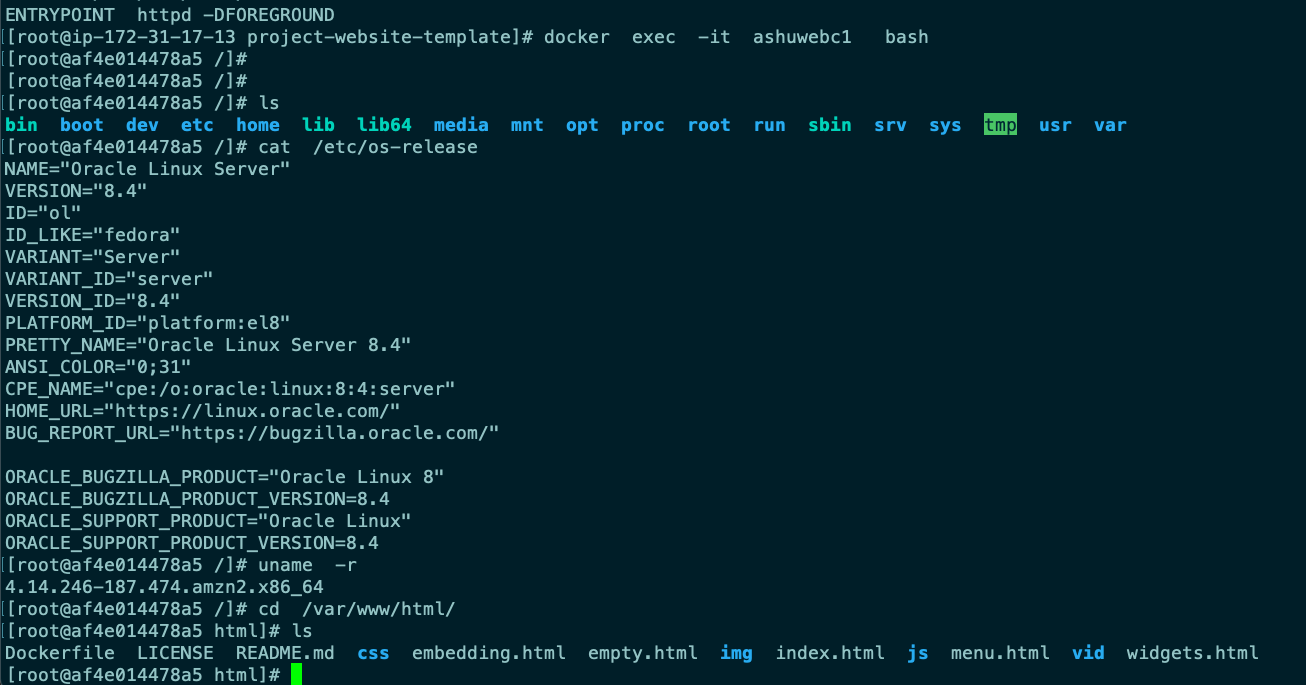 ENTRYPOINT  httpd -DFOREGROUND
[[root@ip-172-31-17-13 project-website-template]# docker  exec  -it  ashuwebc1   bash
[[root@af4e014478a5 /]#
[root@af4e014478a5 /]#
[[root@af4e014478a5 /]# ls
bin  boot  dev  etc  home  lib  lib64  media  mnt  opt  proc  root  run  sbin  srv  sys  tmp  usr  var
[[root@af4e014478a5 /]# cat  /etc/os-release
NAME="Oracle Linux Server"
VERSION="8.4"
ID="ol"
ID_LIKE="fedora"
VARIANT="Server"
VARIANT_ID="server"
VERSION_ID="8.4"
PLATFORM_ID="platform:el8"
PRETTY_NAME="Oracle Linux Server 8.4"
ANSI_COLOR="0;31"
CPE_NAME="cpe:/o:oracle:linux:8:4:server"
HOME_URL="https://linux.oracle.com/"
BUG_REPORT_URL="https://bugzilla.oracle.com/"

ORACLE_BUGZILLA_PRODUCT="Oracle Linux 8"
ORACLE_BUGZILLA_PRODUCT_VERSION=8.4
ORACLE_SUPPORT_PRODUCT="Oracle Linux"
ORACLE_SUPPORT_PRODUCT_VERSION=8.4
[[root@af4e014478a5 /]# uname  -r
4.14.246-187.474.amzn2.x86_64
[[root@af4e014478a5 /]# cd  /var/www/html/
[[root@af4e014478a5 html]# ls
Dockerfile  LICENSE  README.md  css  embedding.html  empty.html  img  index.html  js  menu.html  vid  widgets.html
[root@af4e014478a5 html]#